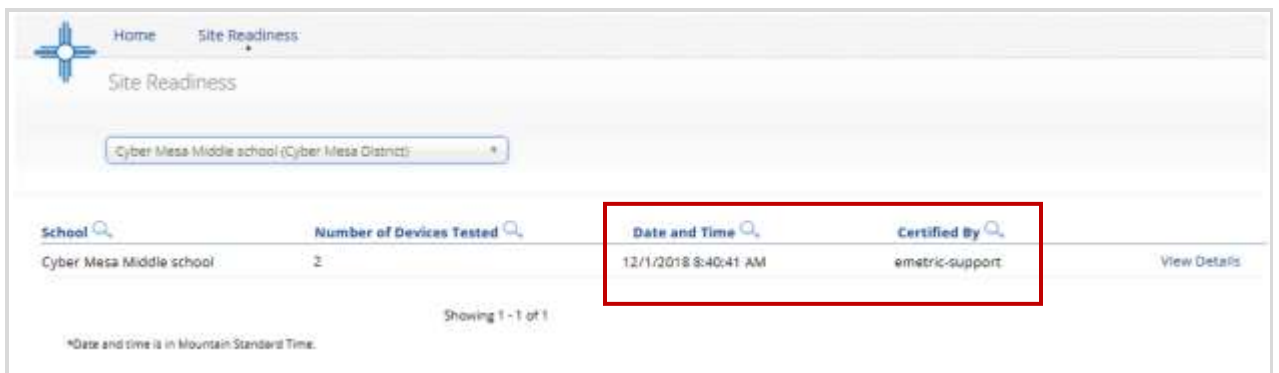 Home Site Readiness
Site Readiness
Cyber Mesa Middle school (Cyber Mesa District)
School Number of Devices Tested Date and Time Certified By
Cyber Mesa Middle school 2 12/1/2018 8:40:41 AM emetric-support View Details
Showing 1 - 1 of 1
*Date and time is in Mountain Standard Time.